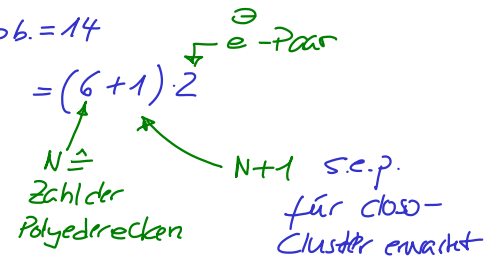 ob. = 14
⊖
e -Paar
= (6 + 1) · 2
N ≙
Zahl der
Polyederecken
N+1 s.e.p.
für closo-
Cluster erwartet